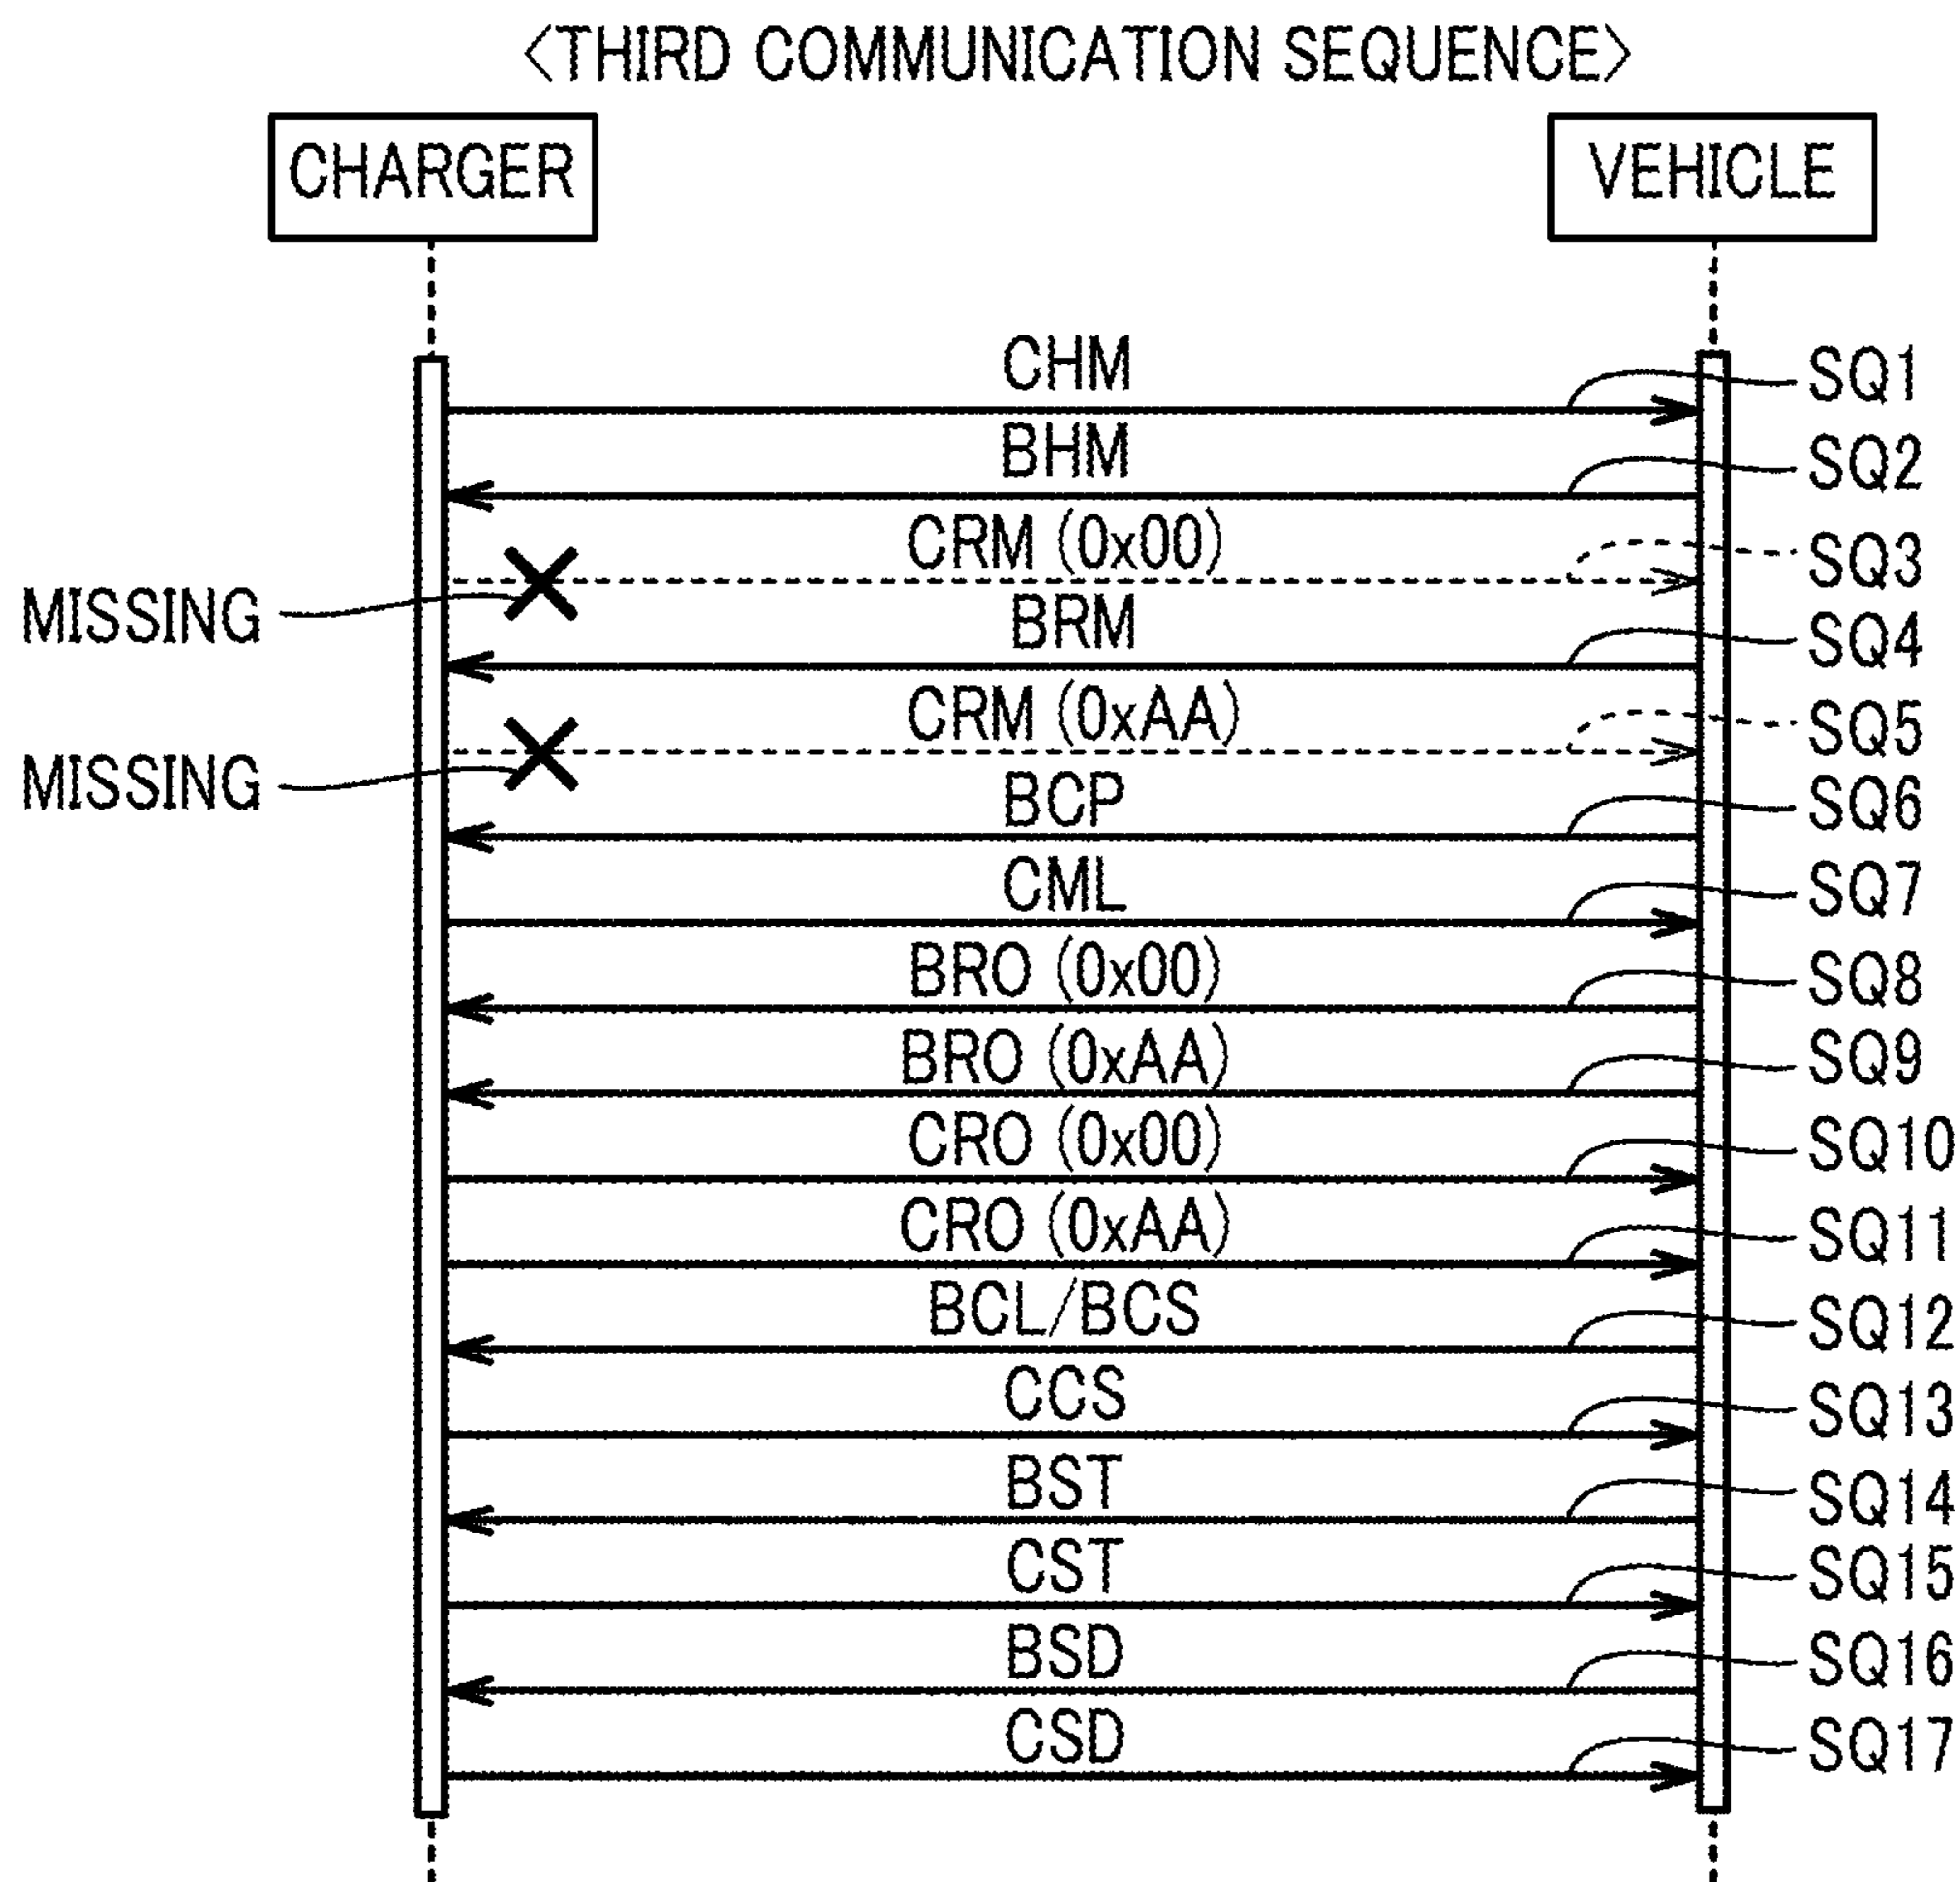 <THIRD COMMUNICATION SEQUENCE>
CHARGER
VEHICLE
CHM
SQ1
BHM
SQ2
CRM (0x00)
SQ3
MISSING
BRM
SQ4
CRM (0xAA)
SQ5
MISSING
BCP
SQ6
CML
SQ7
BRO (0x00)
SQ8
BRO (0xAA)
SQ9
CRO (0x00)
SQ10
CRO (0xAA)
SQ11
BCL/BCS
SQ12
CCS
SQ13
BST
SQ14
CST
SQ15
BSD
SQ16
CSD
SQ17